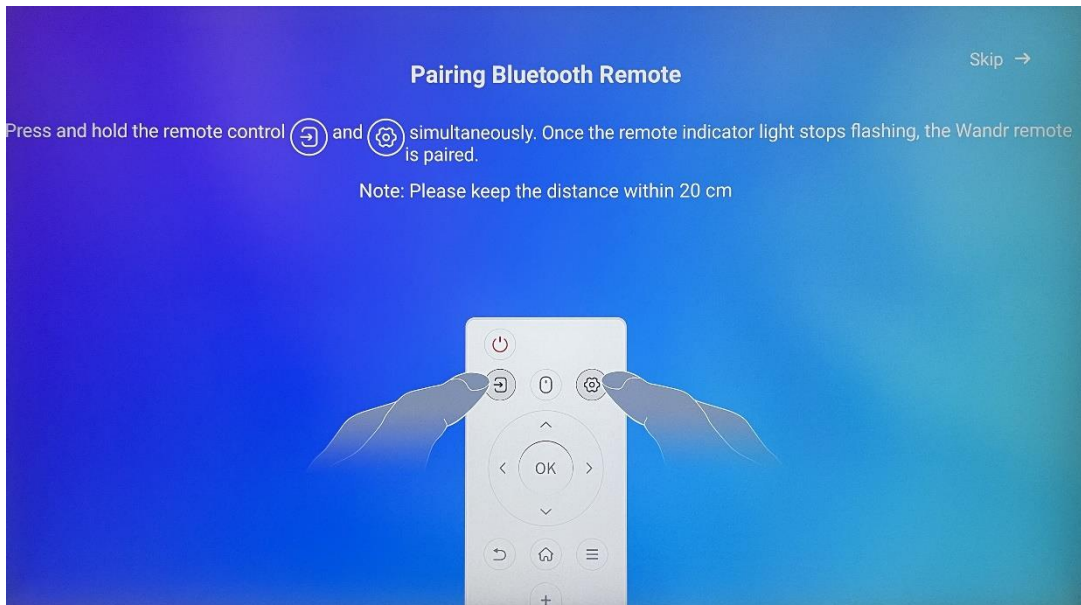 Skip →
Pairing Bluetooth Remote
Press and hold the remote control and simultaneously. Once the remote indicator light stops flashing, the Wandr remote
is paired.
Note: Please keep the distance within 20 cm
OK
+